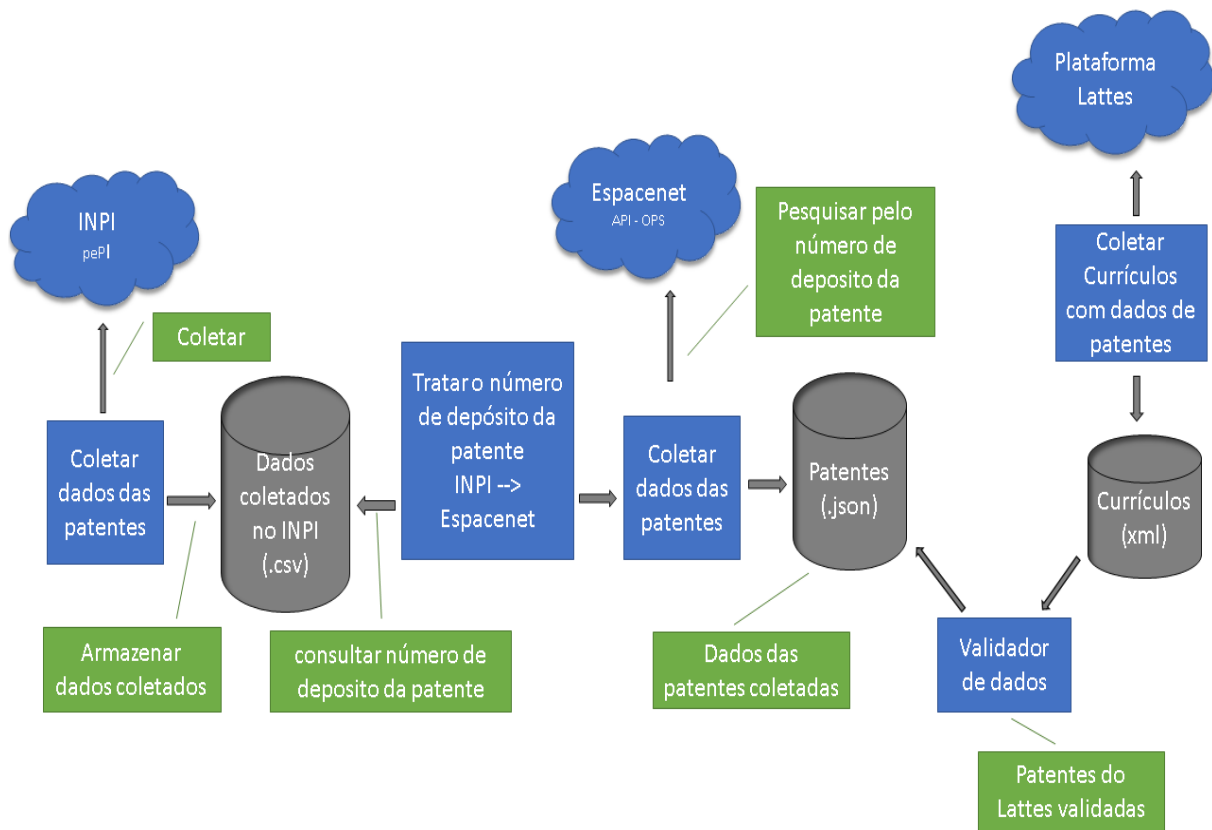 Plataforma
Lattes
INPI
pePI
Espacenet
API - OPS
Pesquisar pelo
número de
deposito da
patente
Coletar
Currículos
com dados de
patentes
Coletar
Coletar
dados das
patentes
Dados
coletados
no INPI
(.csv)
Tratar o número
de depósito da
patente
INPI -->
Espacenet
Coletar
dados das
patentes
Patentes
(.json)
Currículos
(xml)
Armazenar
dados coletados
consultar número de
deposito da patente
Dados das
patentes coletadas
Validador
de dados
Patentes do
Lattes validadas